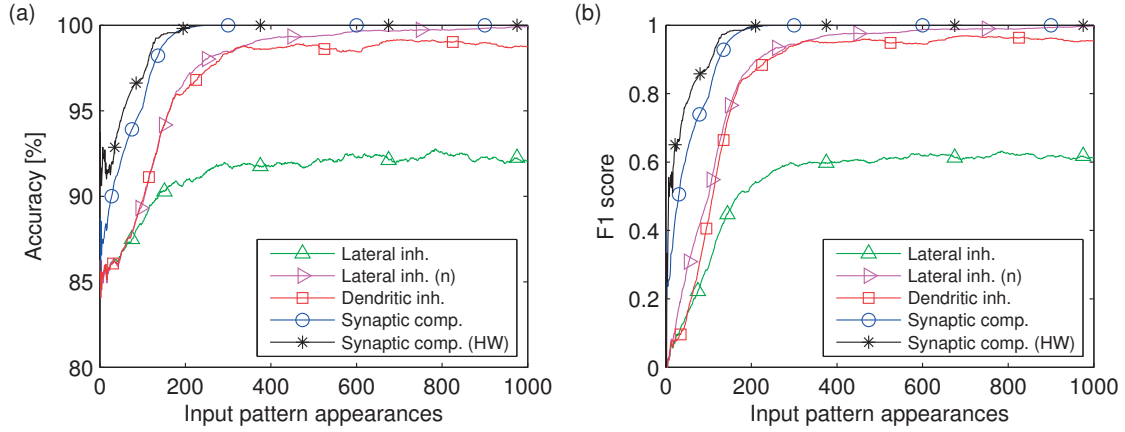 (a)
100
95
90
85
80
Accuracy [%]
Lateral inh.
Lateral inh. (n)
Dendritic inh.
Synaptic comp.
Synaptic comp. (HW)
0 200 400 600 800 1000
Input pattern appearances
(b)
1
0.8
0.6
0.4
0.2
0
F1 score
Lateral inh.
Lateral inh. (n)
Dendritic inh.
Synaptic comp.
Synaptic comp. (HW)
0 200 400 600 800 1000
Input pattern appearances